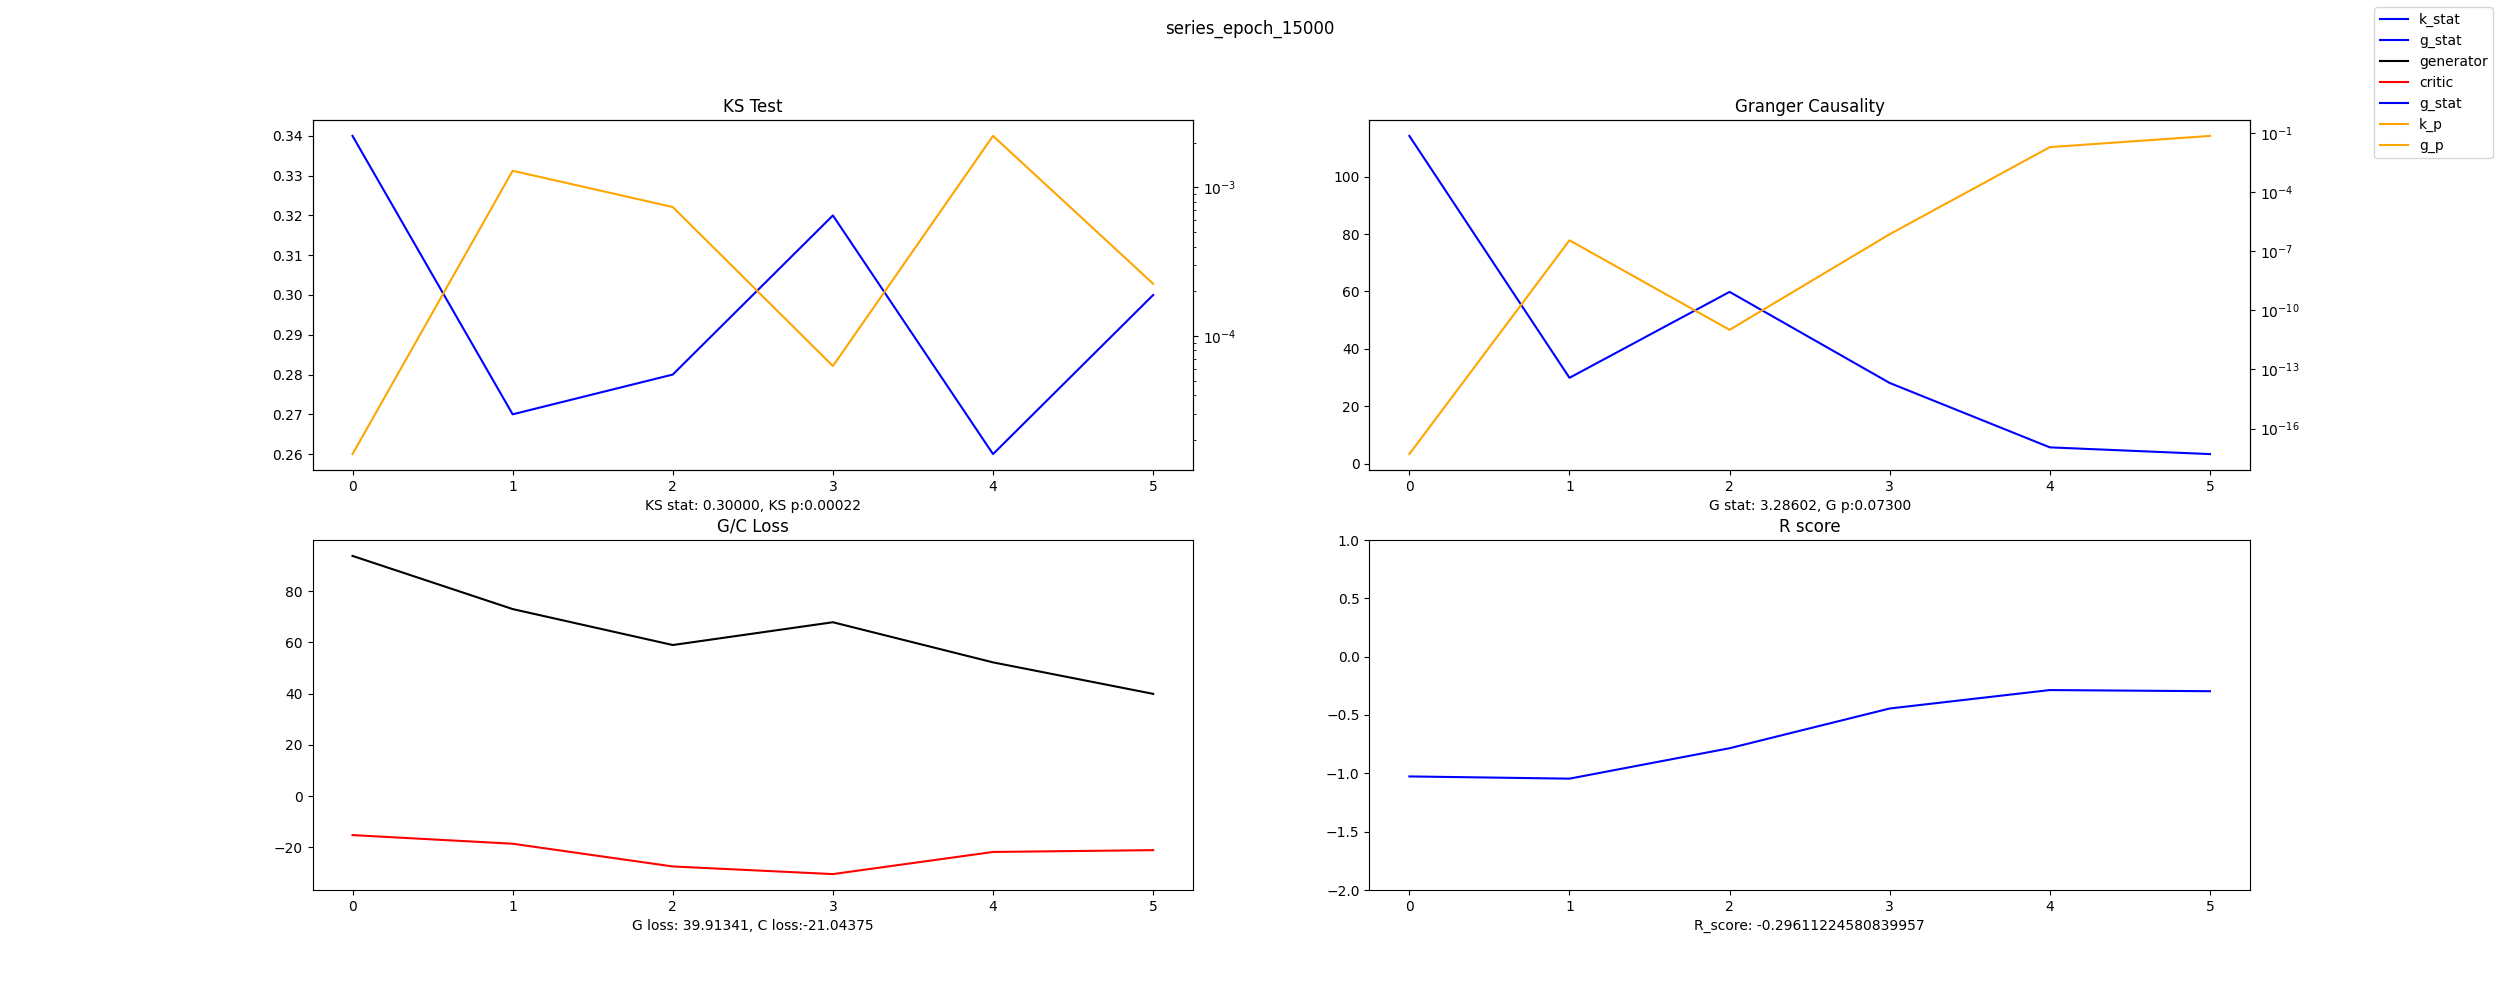 series_epoch_15000
k_stat
g_stat
generator
critic
g_stat
k_p
g_p
KS Test
0.34
0.33
0.32
0.31
0.30
0.29
0.28
0.27
0.26
10⁻³
10⁻⁴
0 1 2 3 4 5
KS stat: 0.30000, KS p:0.00022
Granger Causality
100
80
60
40
20
0
10⁻¹
10⁻⁴
10⁻⁷
10⁻¹⁰
10⁻¹³
10⁻¹⁶
0 1 2 3 4 5
G stat: 3.28602, G p:0.07300
G/C Loss
80
60
40
20
0
−20
0 1 2 3 4 5
G loss: 39.91341, C loss:-21.04375
R score
1.0
0.5
0.0
−0.5
−1.0
−1.5
−2.0
0 1 2 3 4 5
R_score: -0.29611224580839957